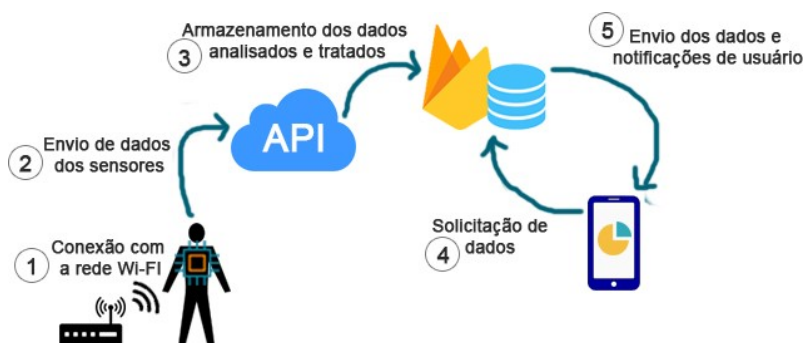 1
Conexão com
a rede Wi-FI
2
Envio de dados
dos sensores
API
3
Armazenamento dos dados
analisados e tratados
4
Solicitação de
dados
5
Envio dos dados e
notificações de usuário